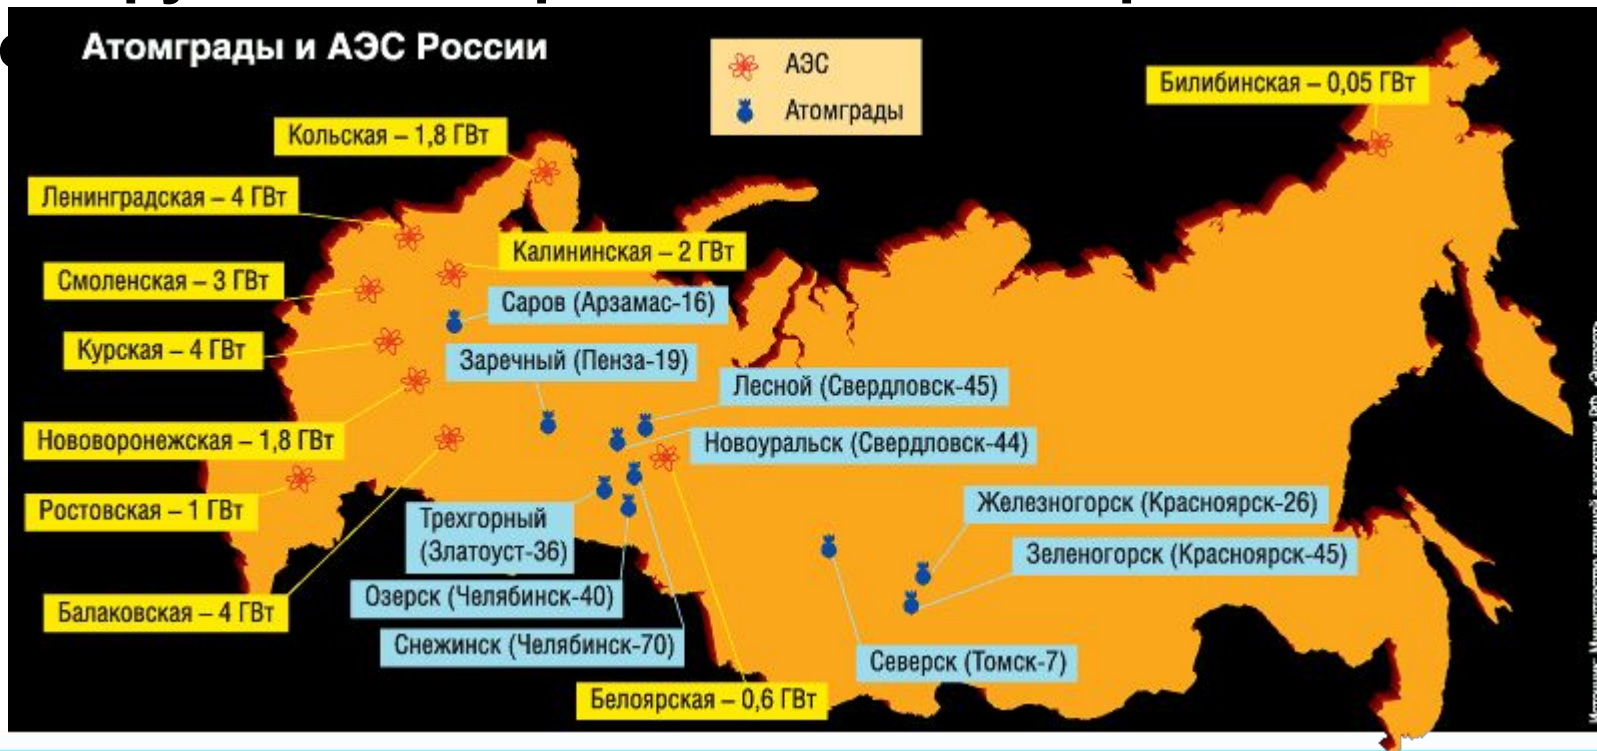 Атомграды и АЭС России
АЭС
Атомграды
Билибинская – 0,05 ГВт
Кольская – 1,8 ГВт
Ленинградская – 4 ГВт
Калининская – 2 ГВт
Смоленская – 3 ГВт
Саров (Арзамас-16)
Курская – 4 ГВт
Заречный (Пенза-19)
Лесной (Свердловск-45)
Нововоронежская – 1,8 ГВт
Новоуральск (Свердловск-44)
Ростовская – 1 ГВт
Трехгорный
(Златоуст-36)
Железногорск (Красноярск-26)
Зеленогорск (Красноярск-45)
Озерск (Челябинск-40)
Балаковская – 4 ГВт
Снежинск (Челябинск-70)
Северск (Томск-7)
Белоярская – 0,6 ГВт